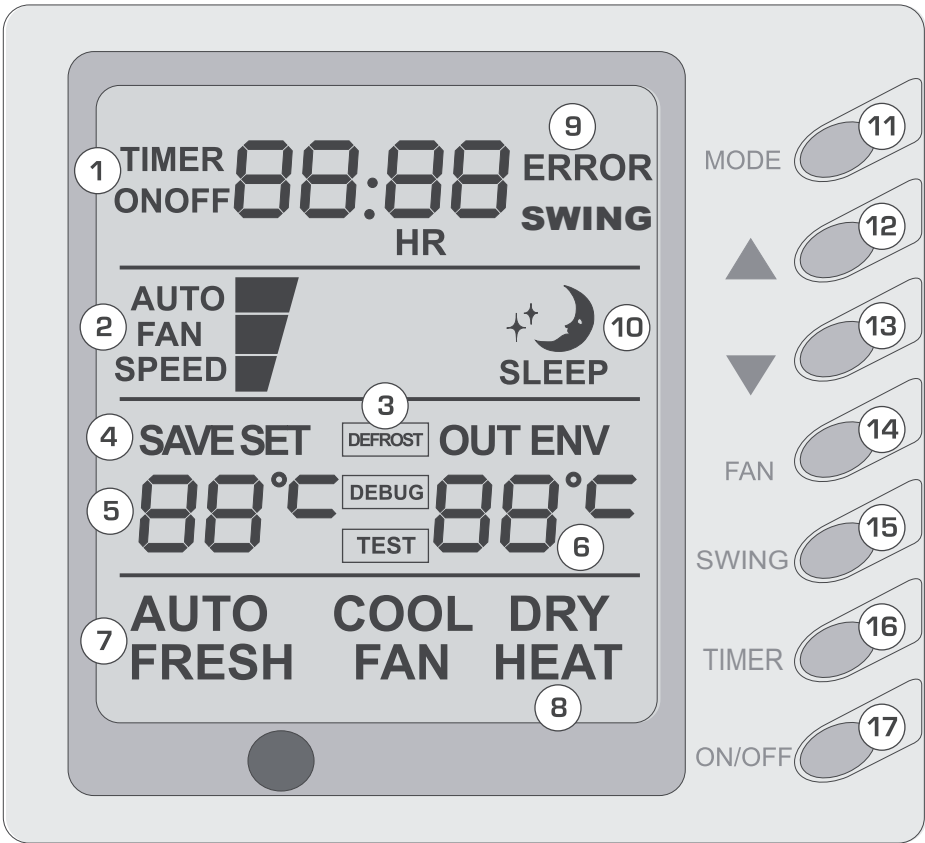 1 TIMER 88:88 9
ONOFF ERROR
HR SWING
2 AUTO
FAN
SPEED
10
SLEEP
3
4 SAVE SET DEFROST OUT ENV
5 88°C DEBUG 88°C
TEST 6
7 AUTO COOL DRY
FRESH FAN HEAT
8
MODE 11
12
13
FAN 14
SWING 15
TIMER 16
ON/OFF 17